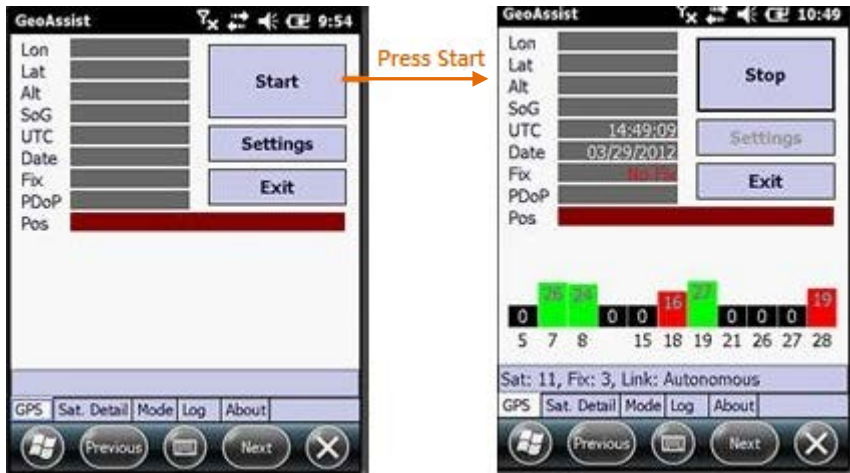 GeoAssist 9:54
Lon
Lat
Alt
SoG
UTC
Date
Fix
PDoP
Pos
Start
Settings
Exit
GPS Sat. Detail Mode Log About
Previous Next
Press Start
GeoAssist 10:49
Lon
Lat
Alt
SoG
UTC 14:49:09
Date 03/29/2012
Fix No Fix
PDoP
Pos
Stop
Settings
Exit
0 26 24 0 0 16 27 0 0 0 19
5 7 8 15 18 19 21 26 27 28
Sat: 11, Fix: 3, Link: Autonomous
GPS Sat. Detail Mode Log About
Previous Next